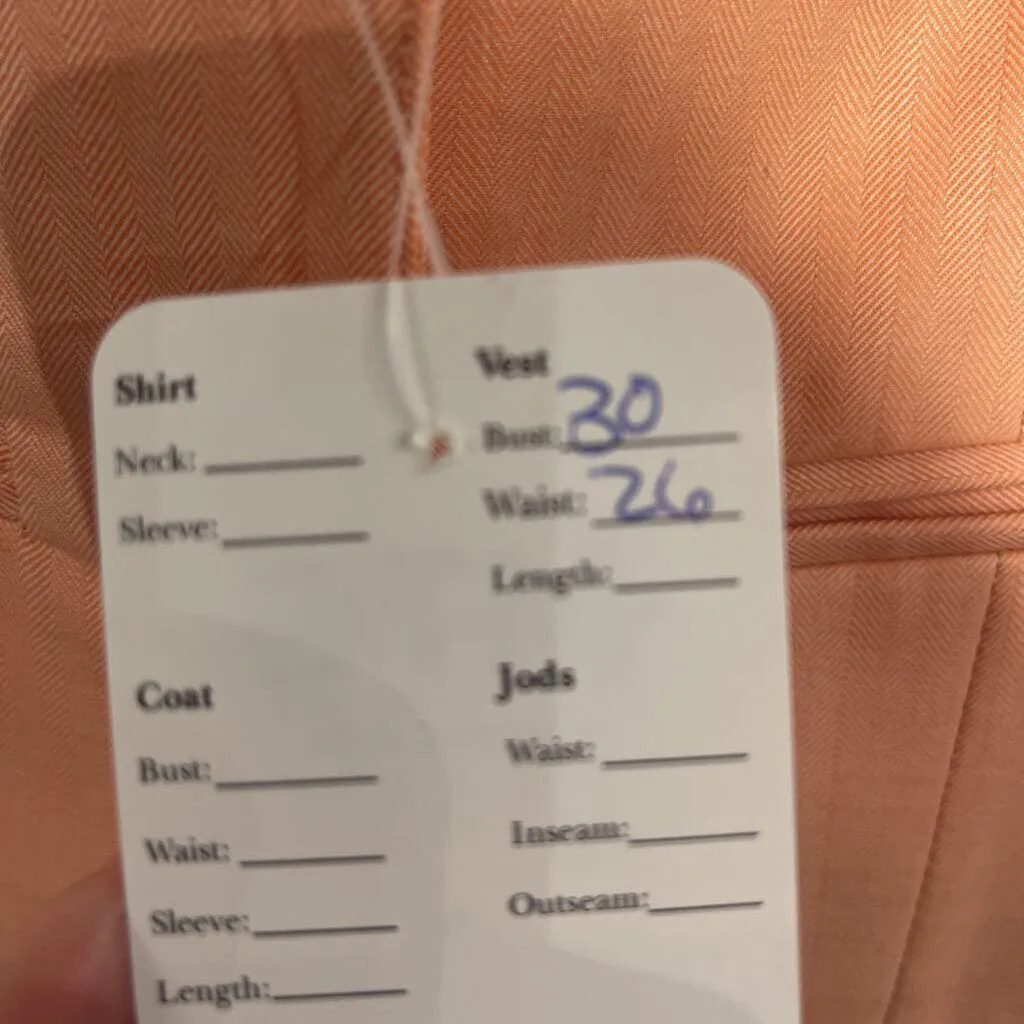 Shirt
Neck:
Sleeve:
Vest
Bust: 30
Waist: 26
Length:
Coat
Bust:
Waist:
Sleeve:
Length:
Jods
Waist:
Inseam:
Outseam: